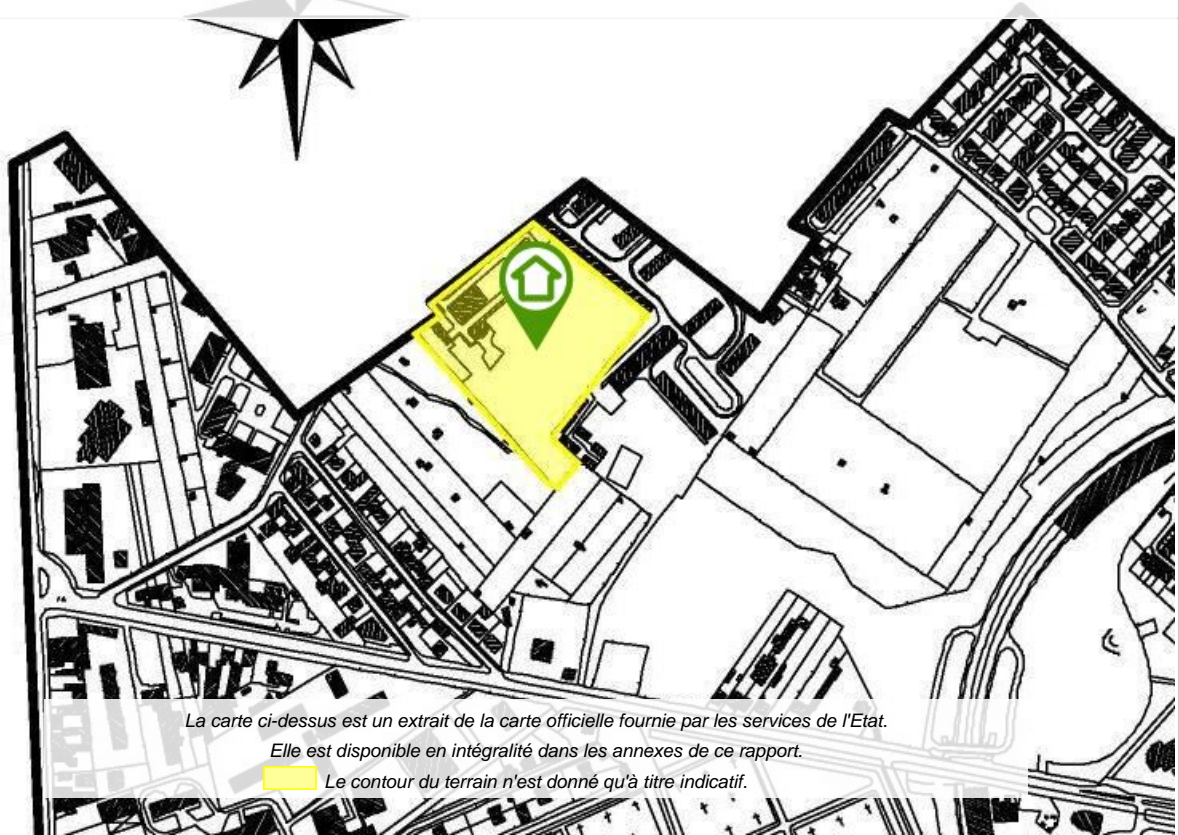 La carte ci-dessus est un extrait de la carte officielle fournie par les services de l'Etat.
Elle est disponible en intégralité dans les annexes de ce rapport.
Le contour du terrain n'est donné qu'à titre indicatif.